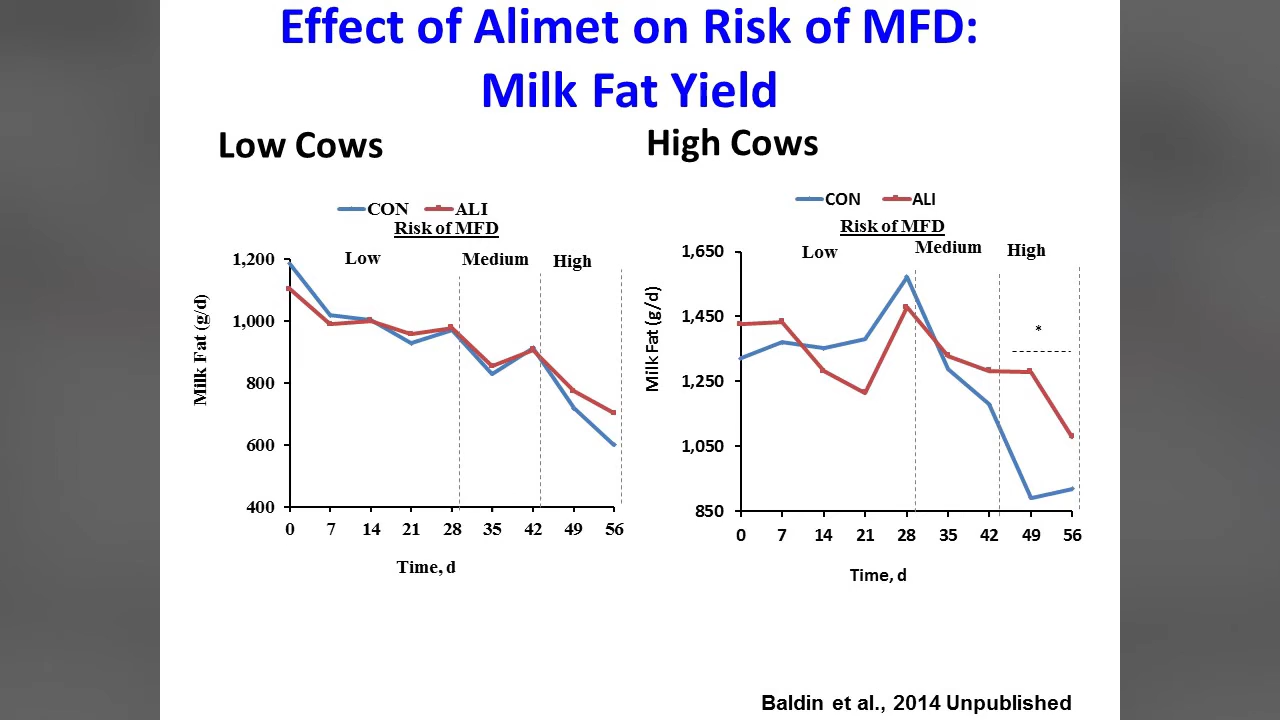 Effect of Alimet on Risk of MFD:
Milk Fat Yield
Low Cows
CON ALI
Risk of MFD
Low Medium High
1,200
1,000
800
600
400
Milk Fat (g/d)
0 7 14 21 28 35 42 49 56
Time, d
High Cows
CON ALI
Risk of MFD
Low Medium High
1,650
1,450
1,250
1,050
850
Milk Fat (g/d)
*
0 7 14 21 28 35 42 49 56
Time, d
Baldin et al., 2014 Unpublished